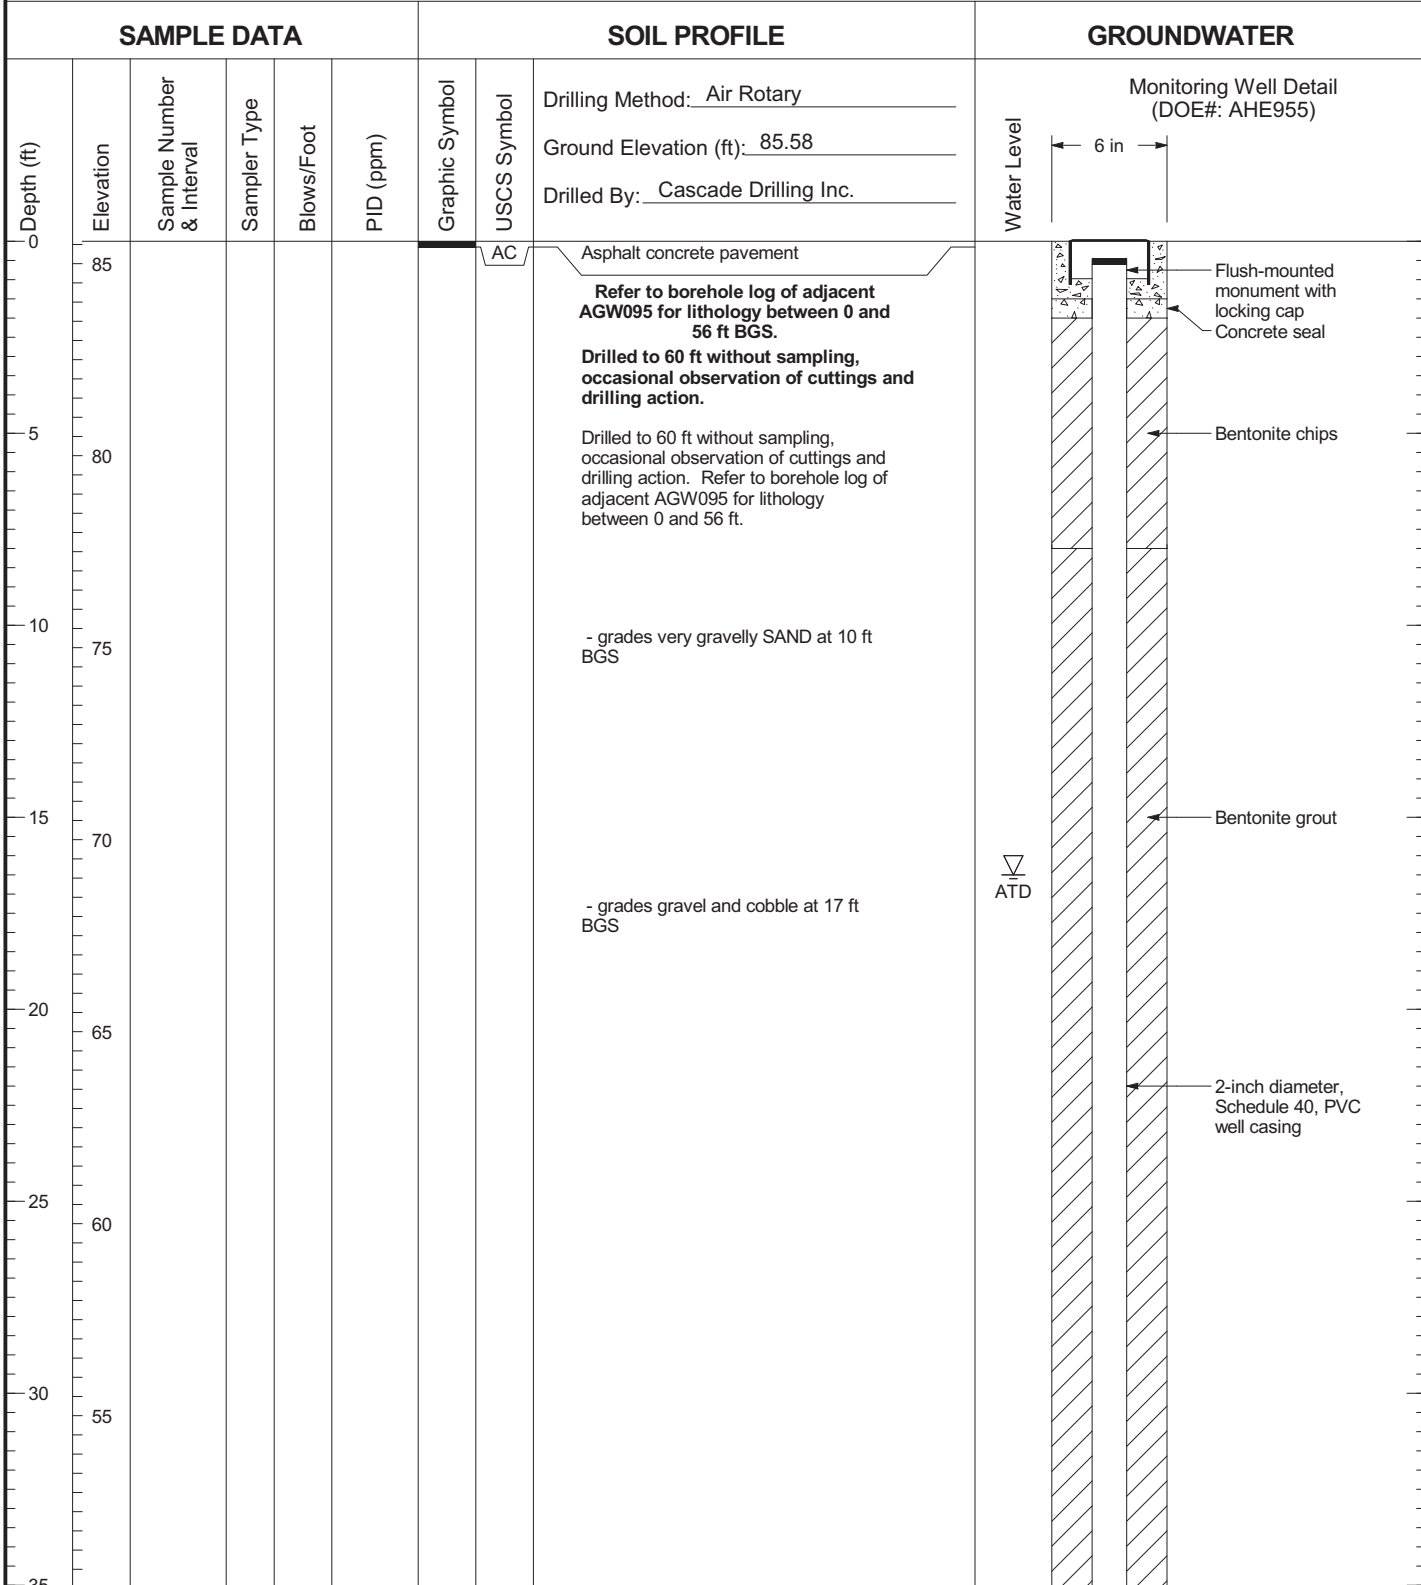 SAMPLE DATA
SOIL PROFILE
GROUNDWATER
Depth (ft)
Elevation
Sample Number
& Interval
Sampler Type
Blows/Foot
PID (ppm)
Graphic Symbol
USCS Symbol
Drilling Method: Air Rotary
Ground Elevation (ft): 85.58
Drilled By: Cascade Drilling Inc.
Water Level
Monitoring Well Detail
(DOE#: AHE955)
6 in
0
5
10
15
20
25
30
35
85
80
75
70
65
60
55
AC
Asphalt concrete pavement
Refer to borehole log of adjacent
AGW095 for lithology between 0 and
56 ft BGS.
Drilled to 60 ft without sampling,
occasional observation of cuttings and
drilling action.
Drilled to 60 ft without sampling,
occasional observation of cuttings and
drilling action. Refer to borehole log of
adjacent AGW095 for lithology
between 0 and 56 ft.
- grades very gravelly SAND at 10 ft
BGS
- grades gravel and cobble at 17 ft
BGS
ATD
Flush-mounted
monument with
locking cap
Concrete seal
Bentonite chips
Bentonite grout
2-inch diameter,
Schedule 40, PVC
well casing